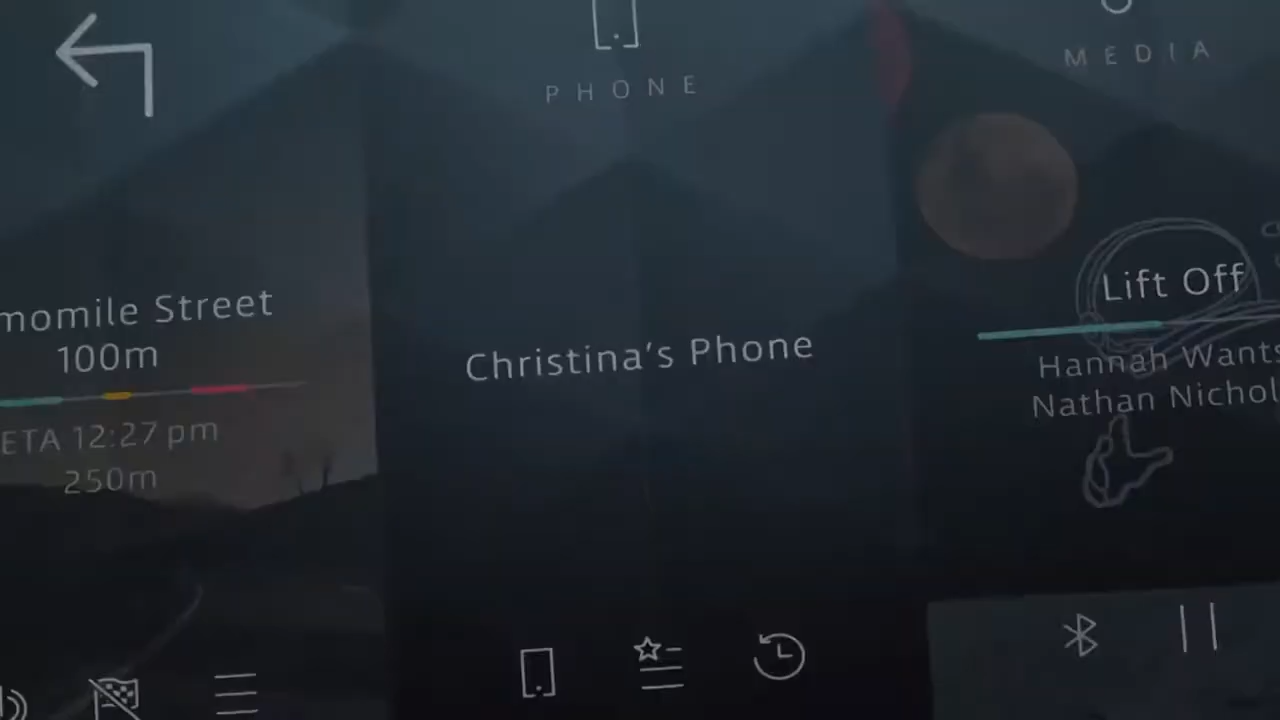 PHONE
MEDIA
momile Street
100m
ETA 12:27 pm
250m
Christina's Phone
Lift Off
Hannah Wants
Nathan Nichol